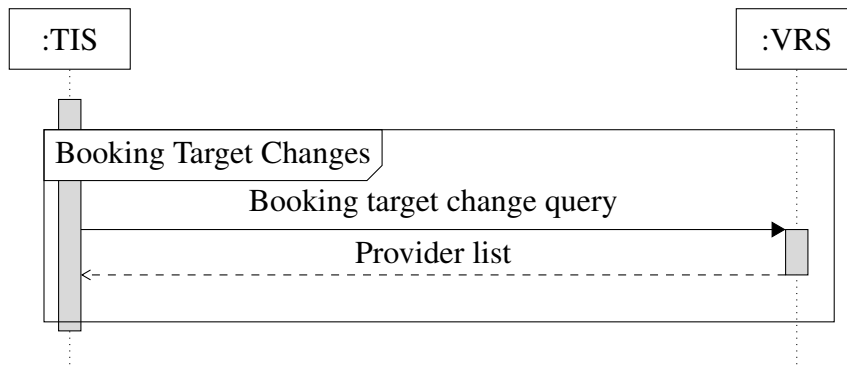 :TIS
:VRS
Booking Target Changes
Booking target change query
Provider list